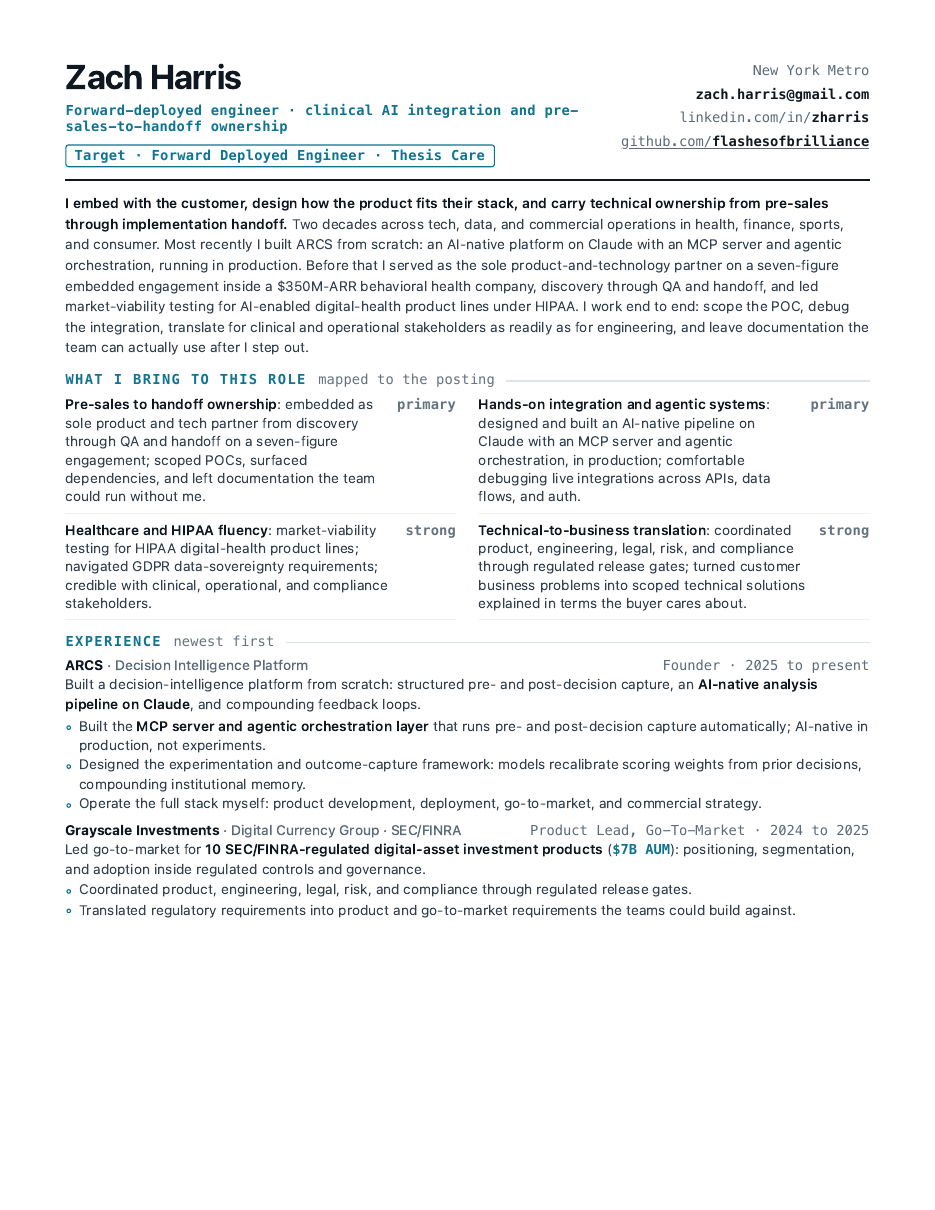 Zach Harris
Forward-deployed engineer · clinical AI integration and pre-
sales-to-handoff ownership
Target · Forward Deployed Engineer · Thesis Care
New York Metro
zach.harris@gmail.com
linkedin.com/in/zharris
github.com/flashesofbrilliance
I embed with the customer, design how the product fits their stack, and carry technical ownership from pre-sales
through implementation handoff. Two decades across tech, data, and commercial operations in health, finance, sports,
and consumer. Most recently I built ARCS from scratch: an AI-native platform on Claude with an MCP server and agentic
orchestration, running in production. Before that I served as the sole product-and-technology partner on a seven-figure
embedded engagement inside a $350M-ARR behavioral health company, discovery through QA and handoff, and led
market-viability testing for AI-enabled digital-health product lines under HIPAA. I work end to end: scope the POC, debug
the integration, translate for clinical and operational stakeholders as readily as for engineering, and leave documentation the
team can actually use after I step out.
WHAT I BRING TO THIS ROLE mapped to the posting
Pre-sales to handoff ownership: embedded as primary
sole product and tech partner from discovery
through QA and handoff on a seven-figure
engagement; scoped POCs, surfaced
dependencies, and left documentation the team
could run without me.
Hands-on integration and agentic systems: primary
designed and built an AI-native pipeline on
Claude with an MCP server and agentic
orchestration, in production; comfortable
debugging live integrations across APIs, data
flows, and auth.
Healthcare and HIPAA fluency: market-viability strong
testing for HIPAA digital-health product lines;
navigated GDPR data-sovereignty requirements;
credible with clinical, operational, and compliance
stakeholders.
Technical-to-business translation: coordinated strong
product, engineering, legal, risk, and compliance
through regulated release gates; turned customer
business problems into scoped technical solutions
explained in terms the buyer cares about.
EXPERIENCE newest first
ARCS · Decision Intelligence Platform Founder · 2025 to present
Built a decision-intelligence platform from scratch: structured pre- and post-decision capture, an AI-native analysis
pipeline on Claude, and compounding feedback loops.
Built the MCP server and agentic orchestration layer that runs pre- and post-decision capture automatically; AI-native in
production, not experiments.
Designed the experimentation and outcome-capture framework: models recalibrate scoring weights from prior decisions,
compounding institutional memory.
Operate the full stack myself: product development, deployment, go-to-market, and commercial strategy.
Grayscale Investments · Digital Currency Group · SEC/FINRA Product Lead, Go-To-Market · 2024 to 2025
Led go-to-market for 10 SEC/FINRA-regulated digital-asset investment products ($7B AUM): positioning, segmentation,
and adoption inside regulated controls and governance.
Coordinated product, engineering, legal, risk, and compliance through regulated release gates.
Translated regulatory requirements into product and go-to-market requirements the teams could build against.